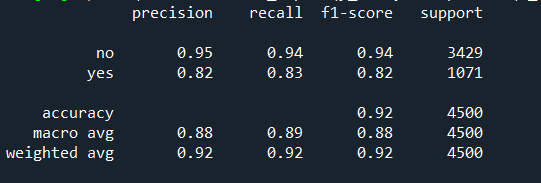 precision recall f1-score support
no 0.95 0.94 0.94 3429
yes 0.82 0.83 0.82 1071
accuracy 0.92 4500
macro avg 0.88 0.89 0.88 4500
weighted avg 0.92 0.92 0.92 4500